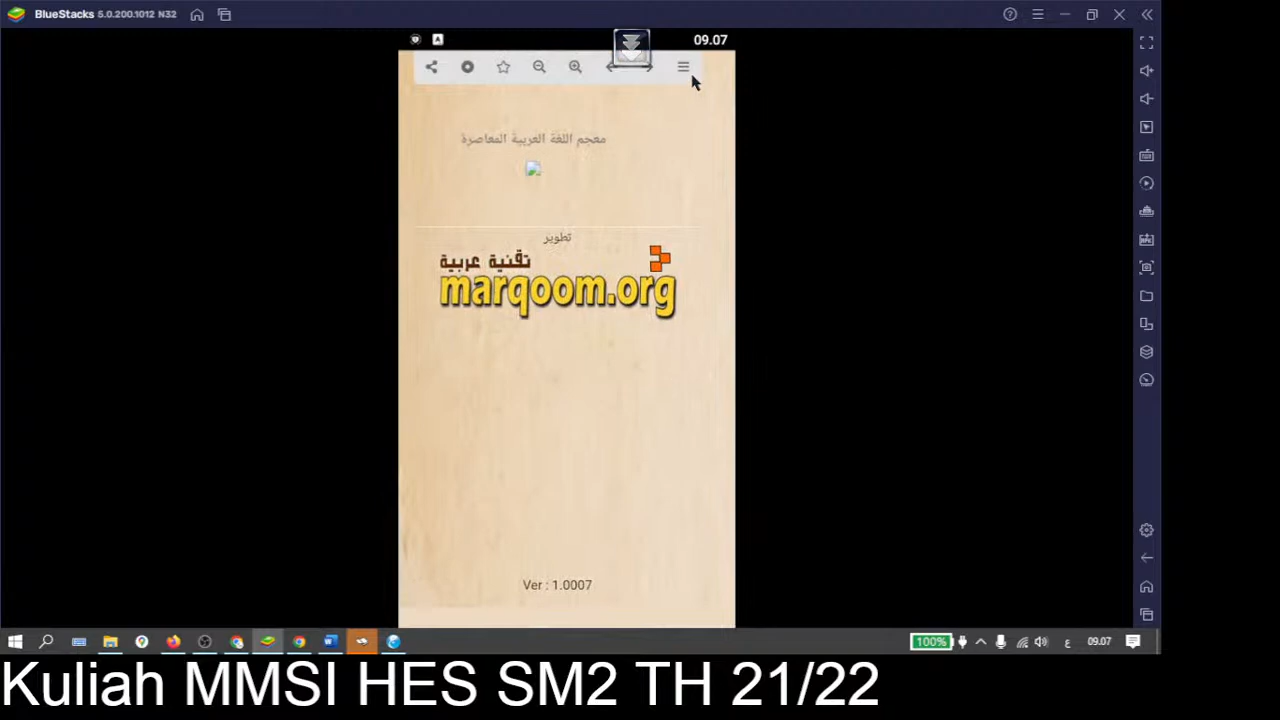 BlueStacks 5.0.200.1012 N32
09.07
معجم اللغة العربية المعاصرة
تطوير
تقنية عربية
marqoom.org
Ver : 1.0007
100%
ع
09.07
Kuliah MMSI HES SM2 TH 21/22